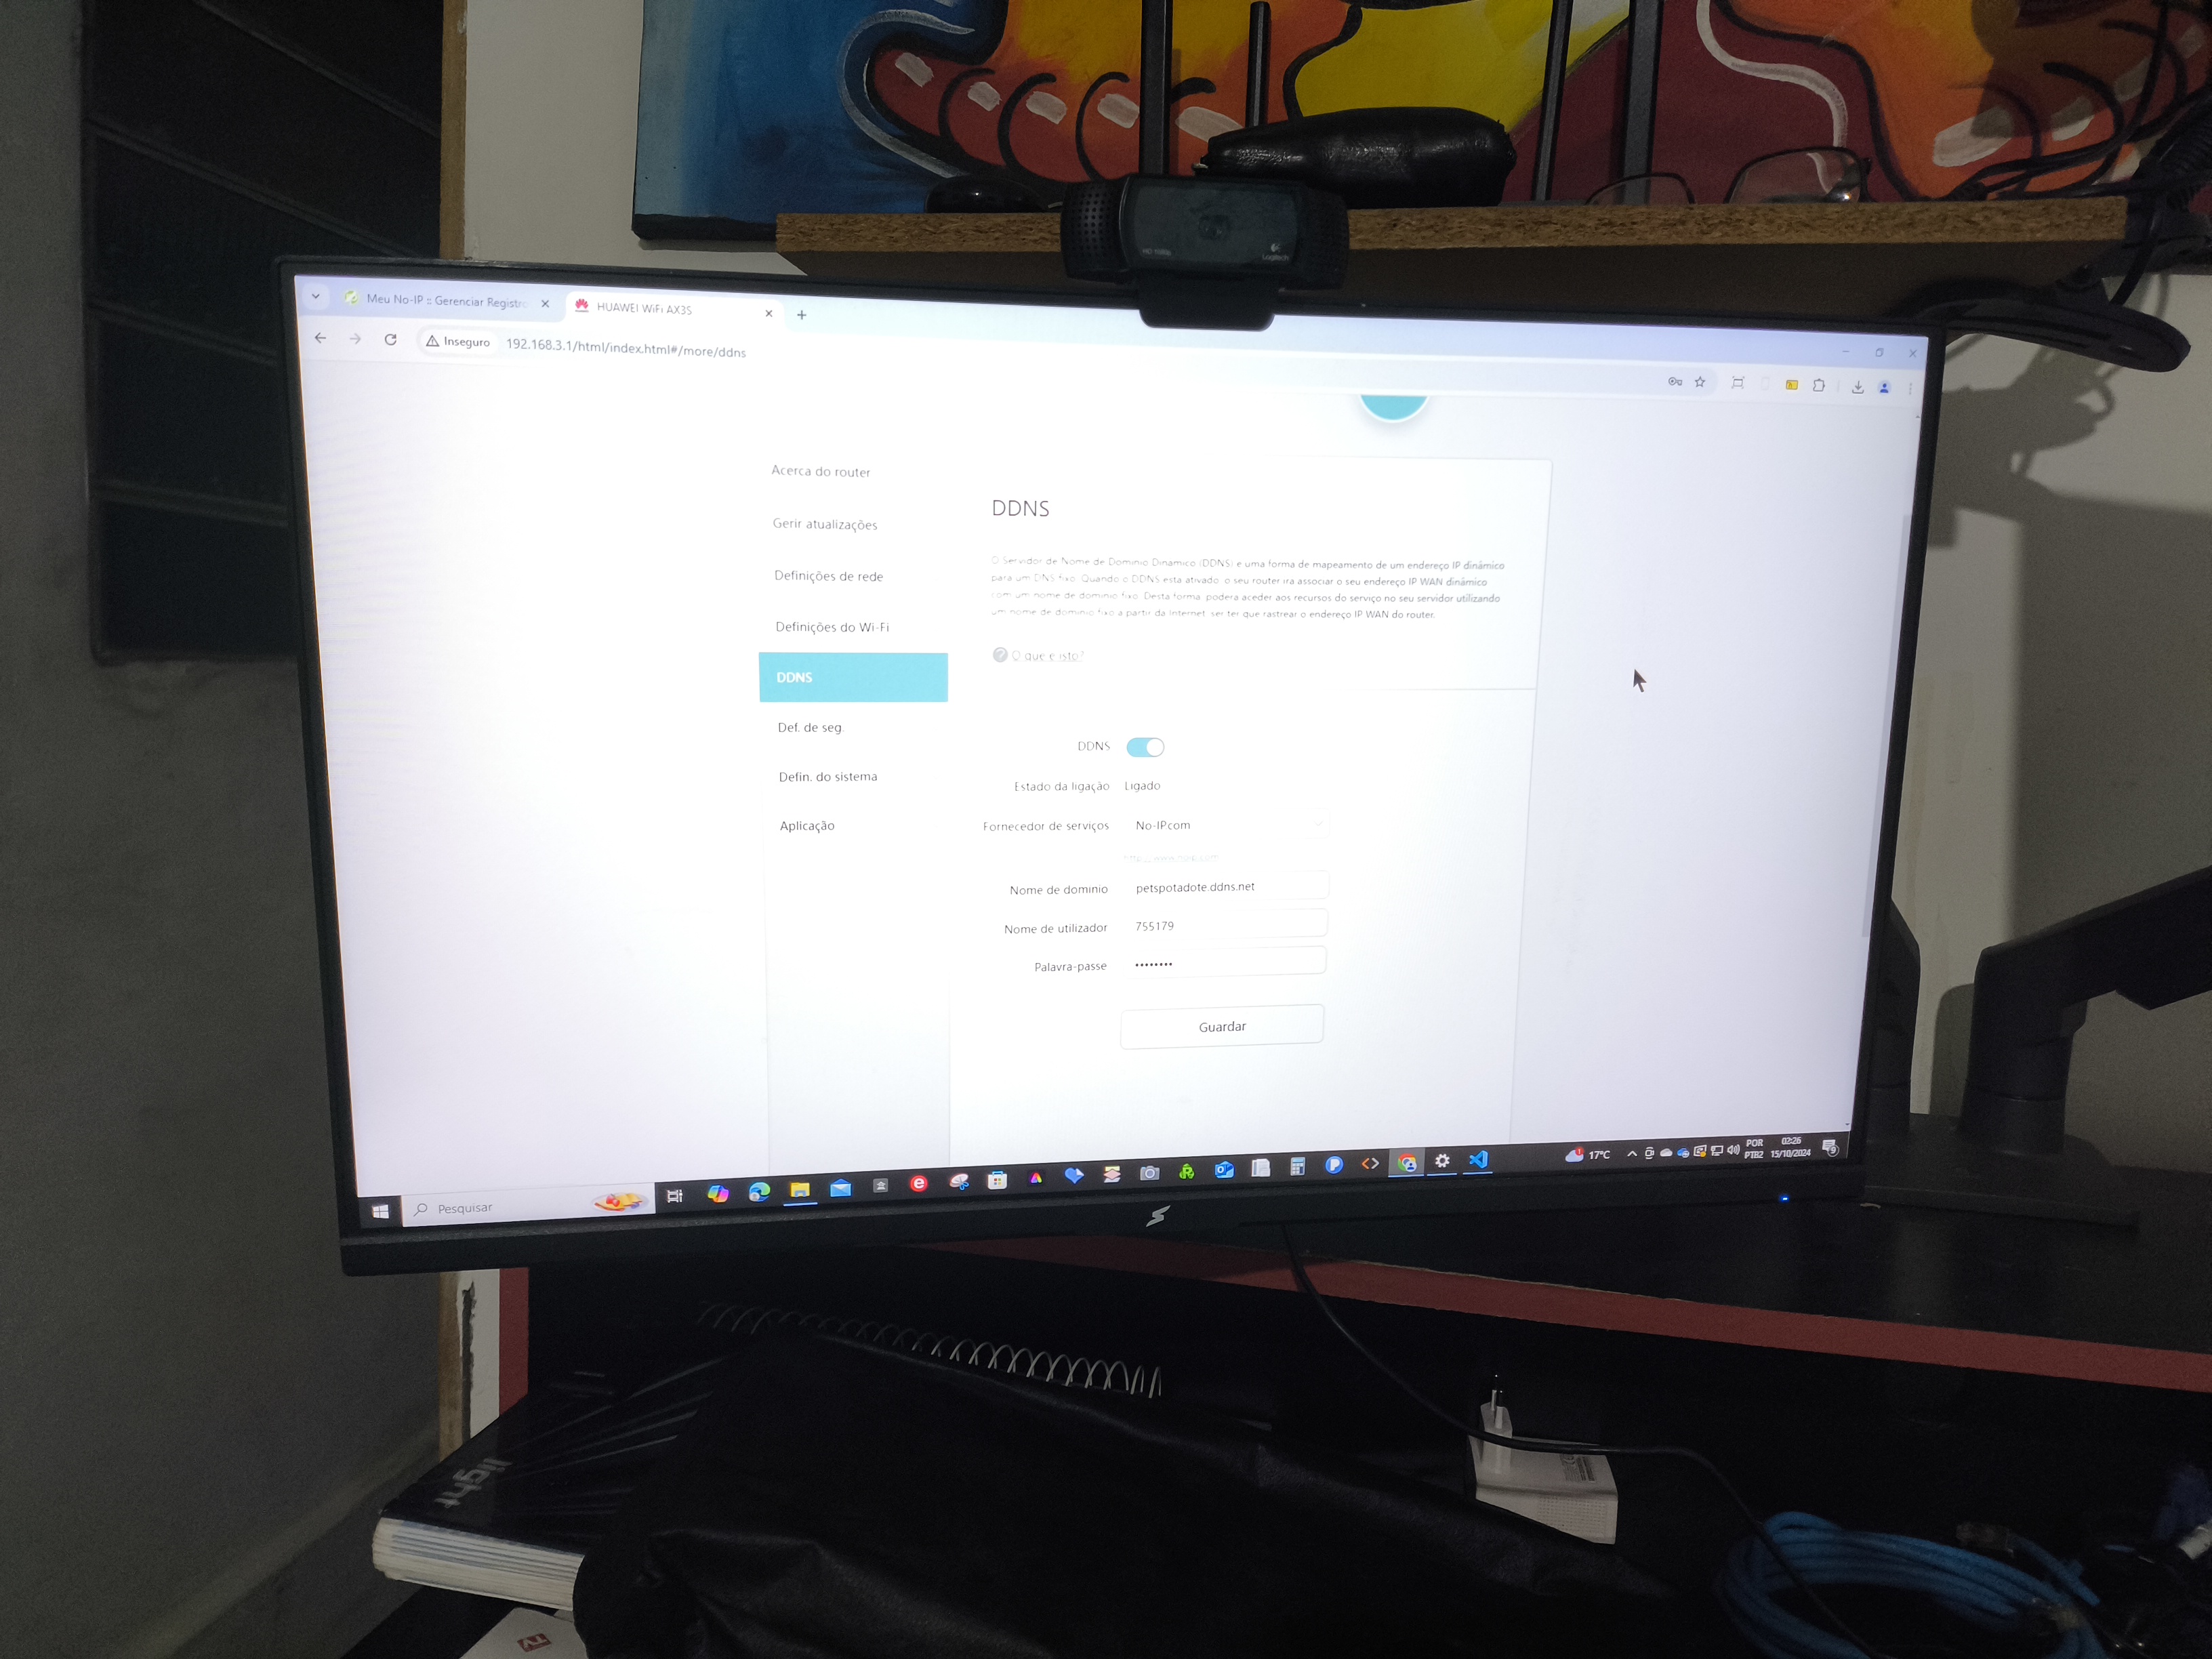 HD 1080p
Logitech
Meu No-IP :: Gerenciar Registro
HUAWEI WiFi AX3S
Inseguro
192.168.3.1/html/index.html#/more/ddns
Acerca do router
Gerir atualizações
Definições de rede
Definições do Wi-Fi
DDNS
Def. de seg.
Defin. do sistema
Aplicação
DDNS
O Servidor de Nome de Domínio Dinâmico (DDNS) é uma forma de mapeamento de um endereço IP dinâmico
para um DNS fixo. Quando o DDNS está ativado, o seu router irá associar o seu endereço IP WAN dinâmico
com um nome de domínio fixo. Desta forma, poderá aceder aos recursos do serviço no seu servidor utilizando
um nome de domínio fixo a partir da Internet, ser ter que rastrear o endereço IP WAN do router.
O que é isto?
DDNS
Estado da ligação Ligado
Fornecedor de serviços No-IPcom
Nome de domínio petspotadote.ddns.net
Nome de utilizador 755179
Palavra-passe ••••••••
Guardar
Pesquisar
17°C
POR
PTB2
02:26
15/10/2024
light